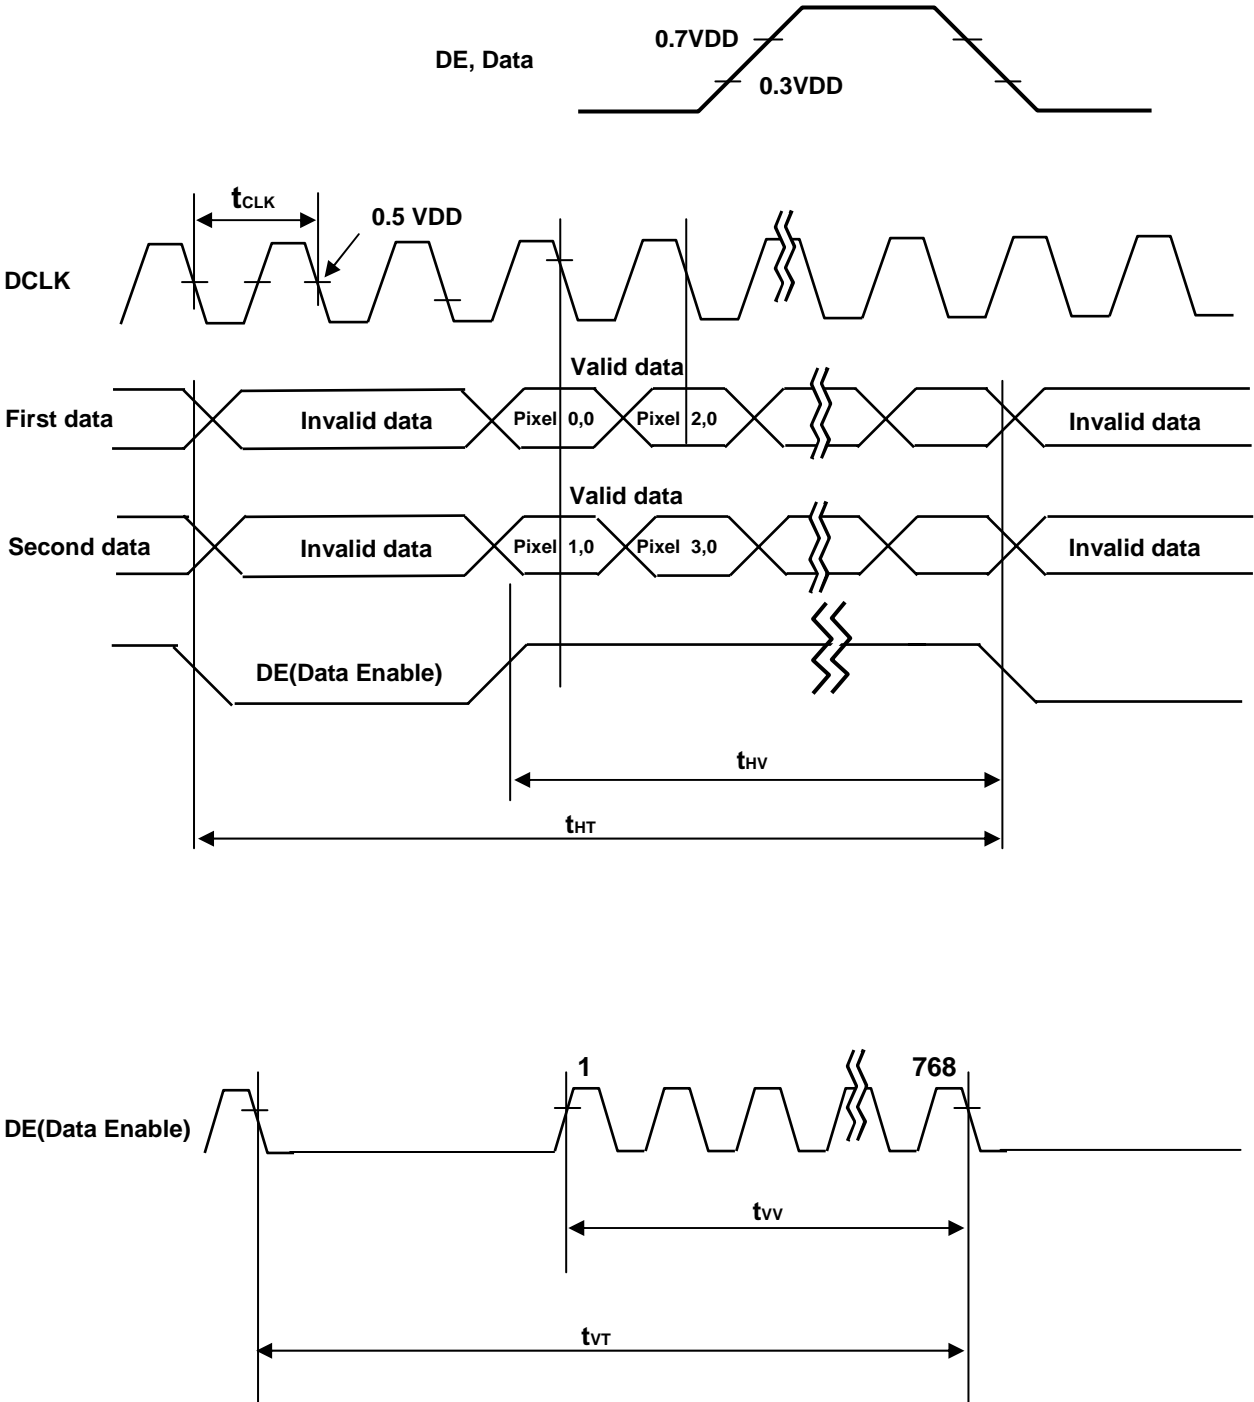 0.7VDD
DE, Data
0.3VDD
tCLK
0.5 VDD
DCLK
Valid data
First data
Invalid data
Pixel 0,0
Pixel 2,0
Invalid data
Valid data
Second data
Invalid data
Pixel 1,0
Pixel 3,0
Invalid data
DE(Data Enable)
tHV
tHT
1
768
DE(Data Enable)
tVV
tVT